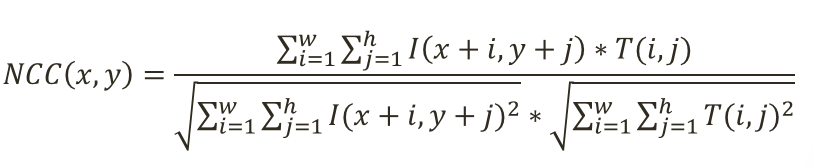 NCC(x, y) = \frac{\sum_{i=1}^{w} \sum_{j=1}^{h} I(x+i, y+j) * T(i,j)}{\sqrt{\sum_{i=1}^{w} \sum_{j=1}^{h} I(x+i, y+j)^2} * \sqrt{\sum_{i=1}^{w} \sum_{j=1}^{h} T(i,j)^2}}